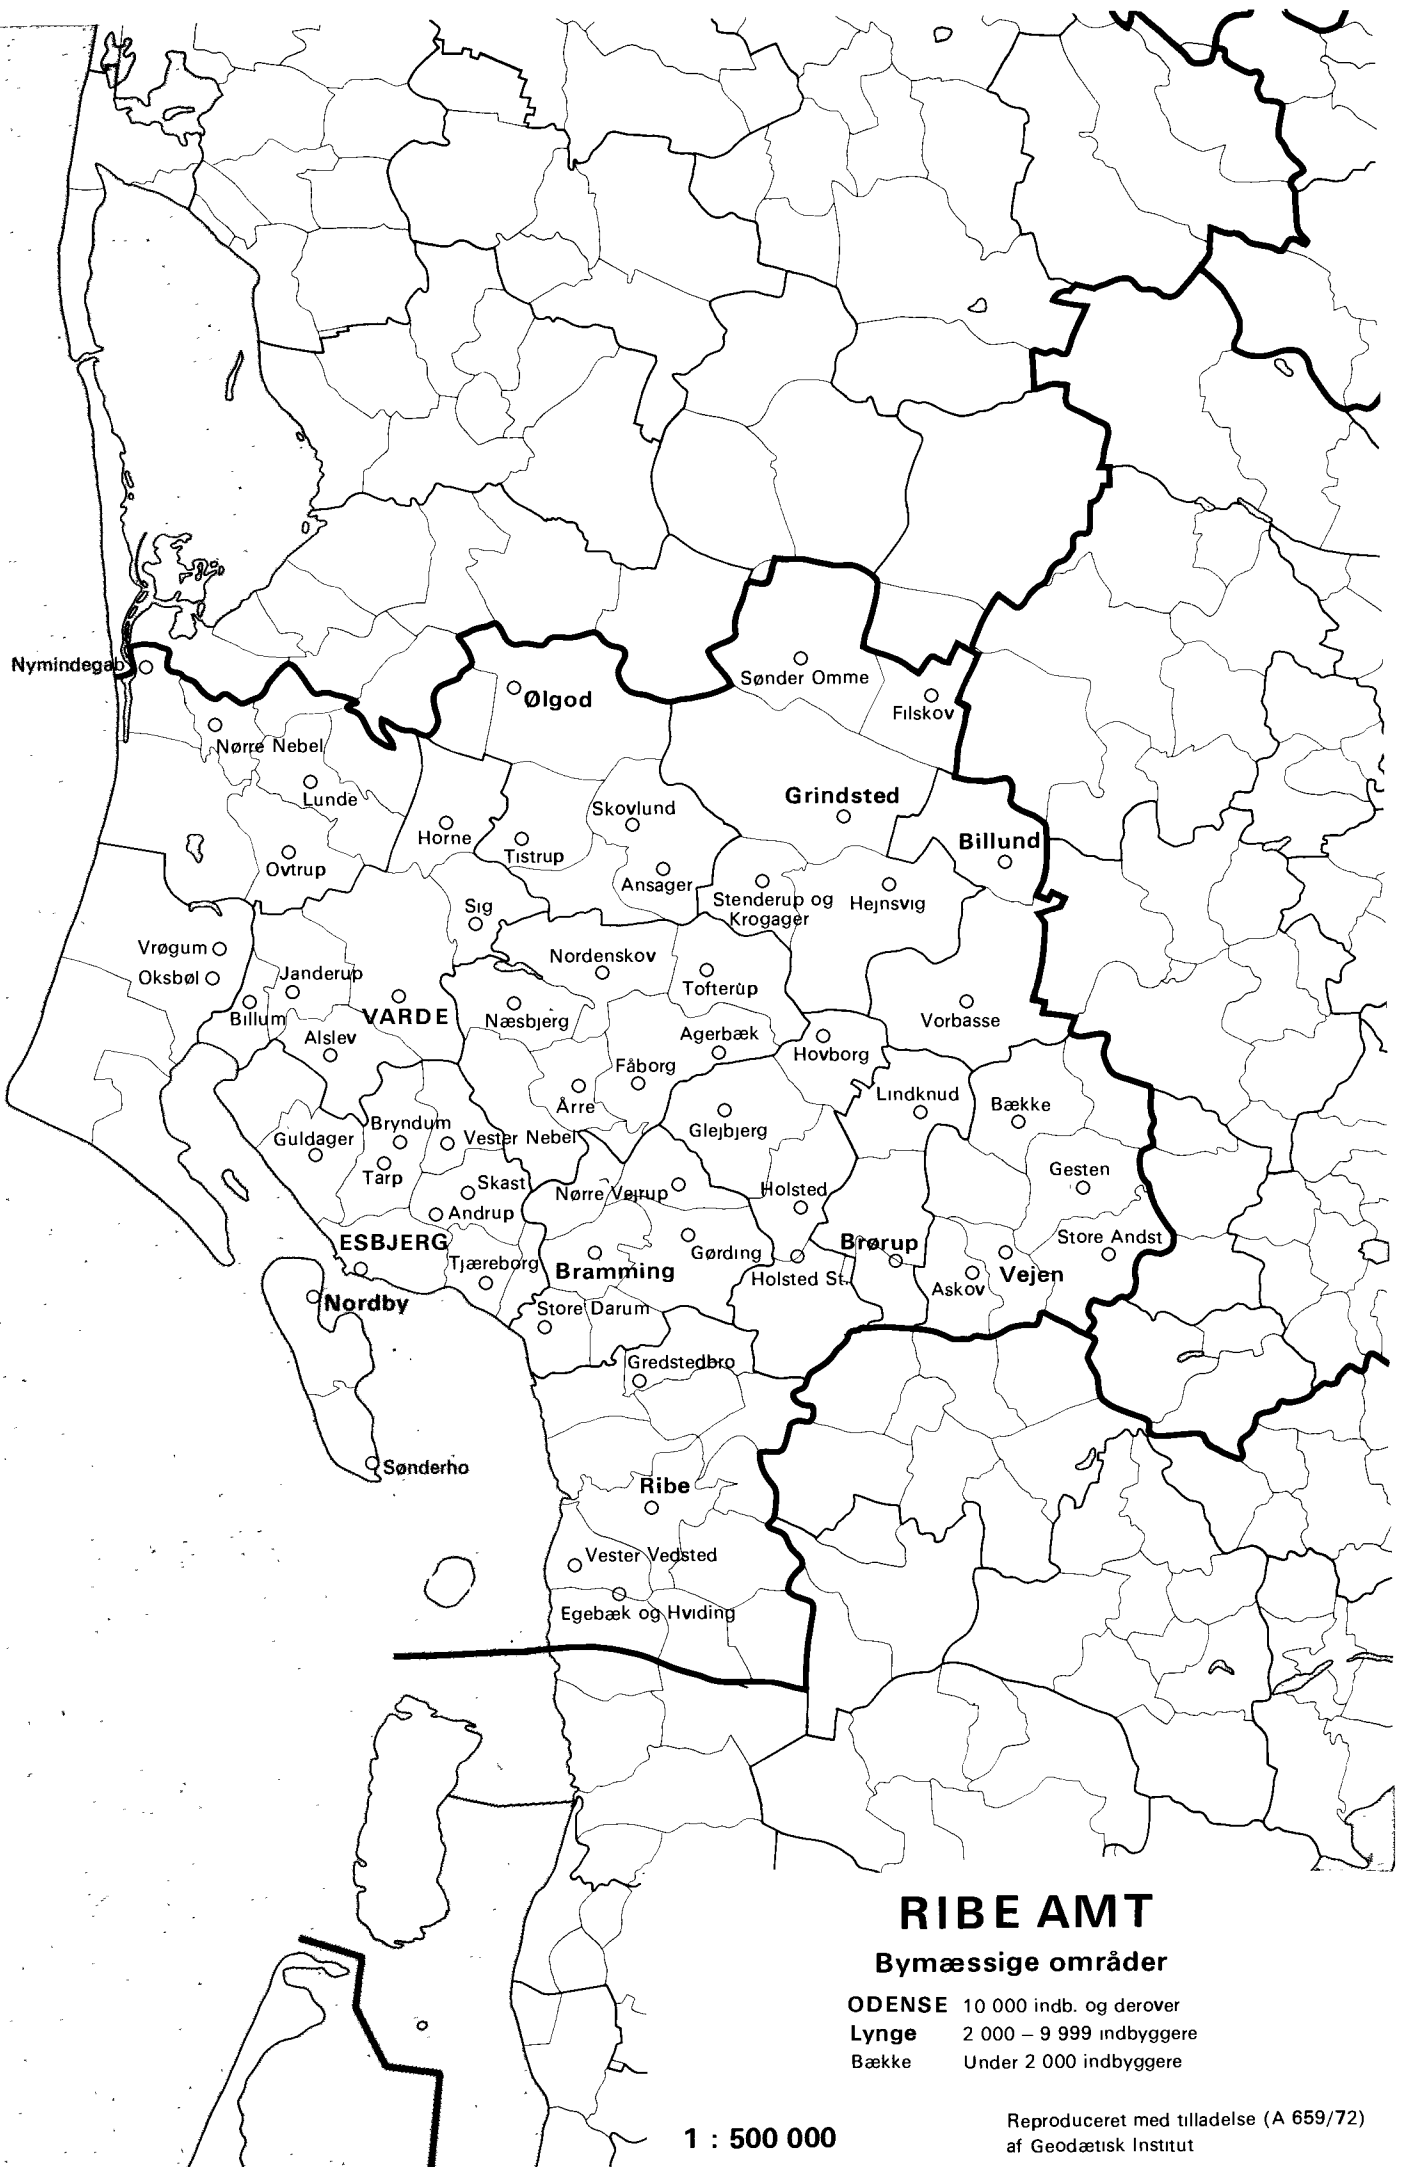 Nymindegab
Sønder Omme
Ølgod
Filskov
Nørre Nebel
Lunde
Grindsted
Skovlund
Horne
Billund
Tistrup
Ovtrup
Ansager
Stenderup og
Krogager
Hejnsvig
Sig
Vrøgum
Nordenskov
Oksbøl
Janderup
Tofterup
Billum
VARDE
Næsbjerg
Vorbasse
Alslev
Agerbæk
Hovborg
Fåborg
Lindknud
Årre
Bække
Bryndum
Glejbjerg
Guldager
Vester Nebel
Tarp
Gesten
Skast
Nørre Vejrup
Holsted
Andrup
ESBJERG
Brørup
Store Andst
Gørding
Tjæreborg
Bramming
Holsted St.
Vejen
Askov
Nordby
Store Darum
Gredstedbro
Sønderho
Ribe
Vester Vedsted
Egebæk og Hviding
RIBE AMT
Bymæssige områder
ODENSE 10 000 indb. og derover
Lynge 2 000 – 9 999 indbyggere
Bække Under 2 000 indbyggere
Reproduceret med tilladelse (A 659/72)
af Geodætisk Institut
1 : 500 000